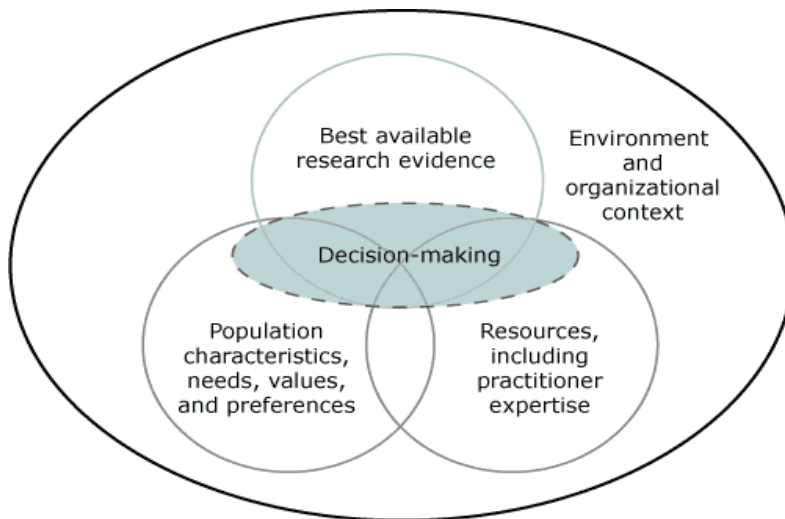 Best available
research evidence
Environment
and
organizational
context
Decision-making
Population
characteristics,
needs, values,
and preferences
Resources,
including
practitioner
expertise